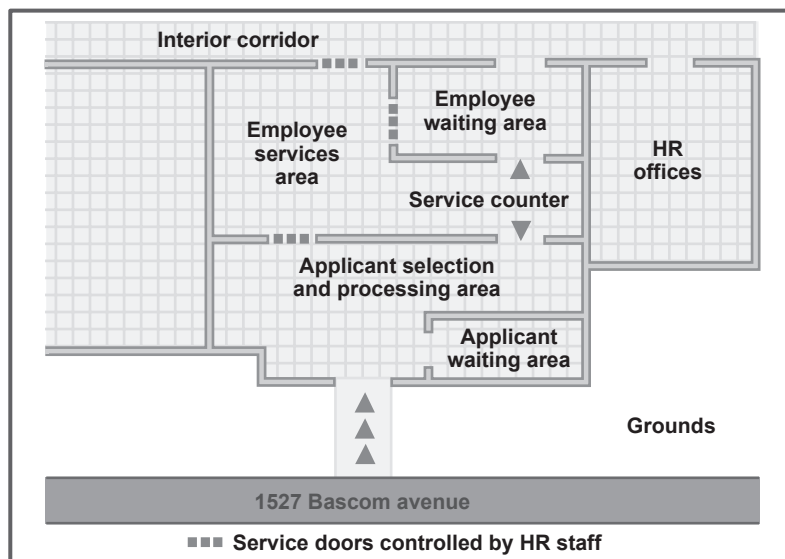 Interior corridor
Employee
waiting area
Employee
services
area
HR
offices
Service counter
Applicant selection
and processing area
Applicant
waiting area
Grounds
1527 Bascom avenue
Service doors controlled by HR staff